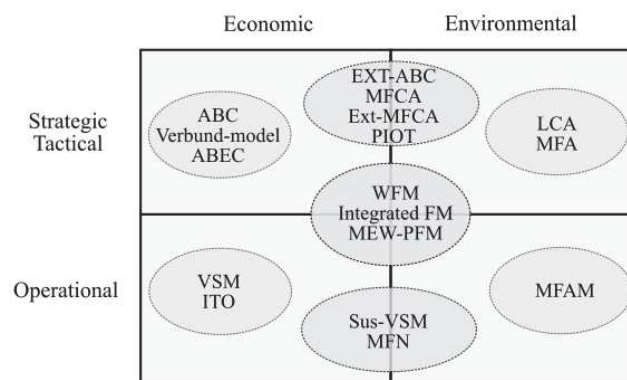 Economic
Environmental
Strategic
Tactical
ABC
Verbund-model
ABEC
EXT-ABC
MFCA
Ext-MFCA
PIOT
LCA
MFA
WFM
Integrated FM
MEW-PFM
Operational
VSM
ITO
Sus-VSM
MFN
MFAM